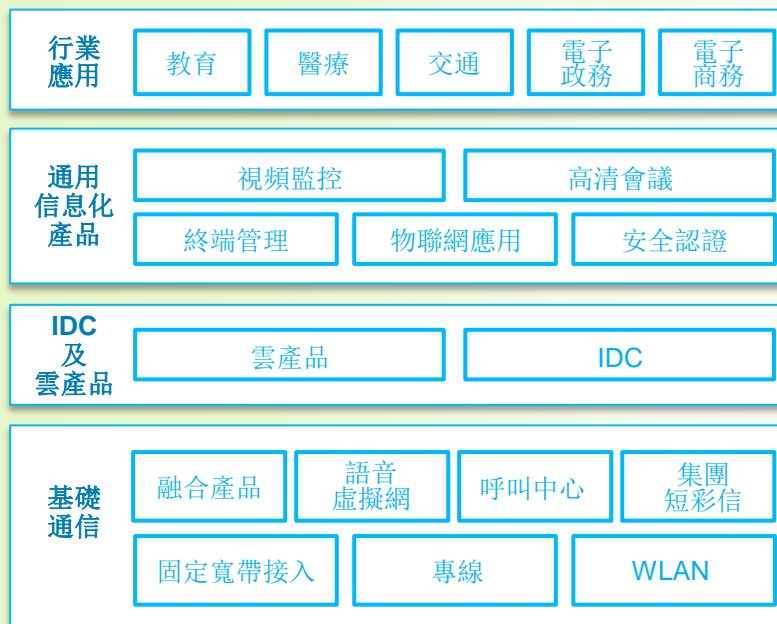 行業
應用
教育
醫療
交通
電子
政務
電子
商務
通用
信息化
產品
視頻監控
高清會議
終端管理
物聯網應用
安全認證
IDC
及
雲產品
雲產品
IDC
基礎
通信
融合產品
語音
虛擬網
呼叫中心
集團
短彩信
固定寬帶接入
專線
WLAN